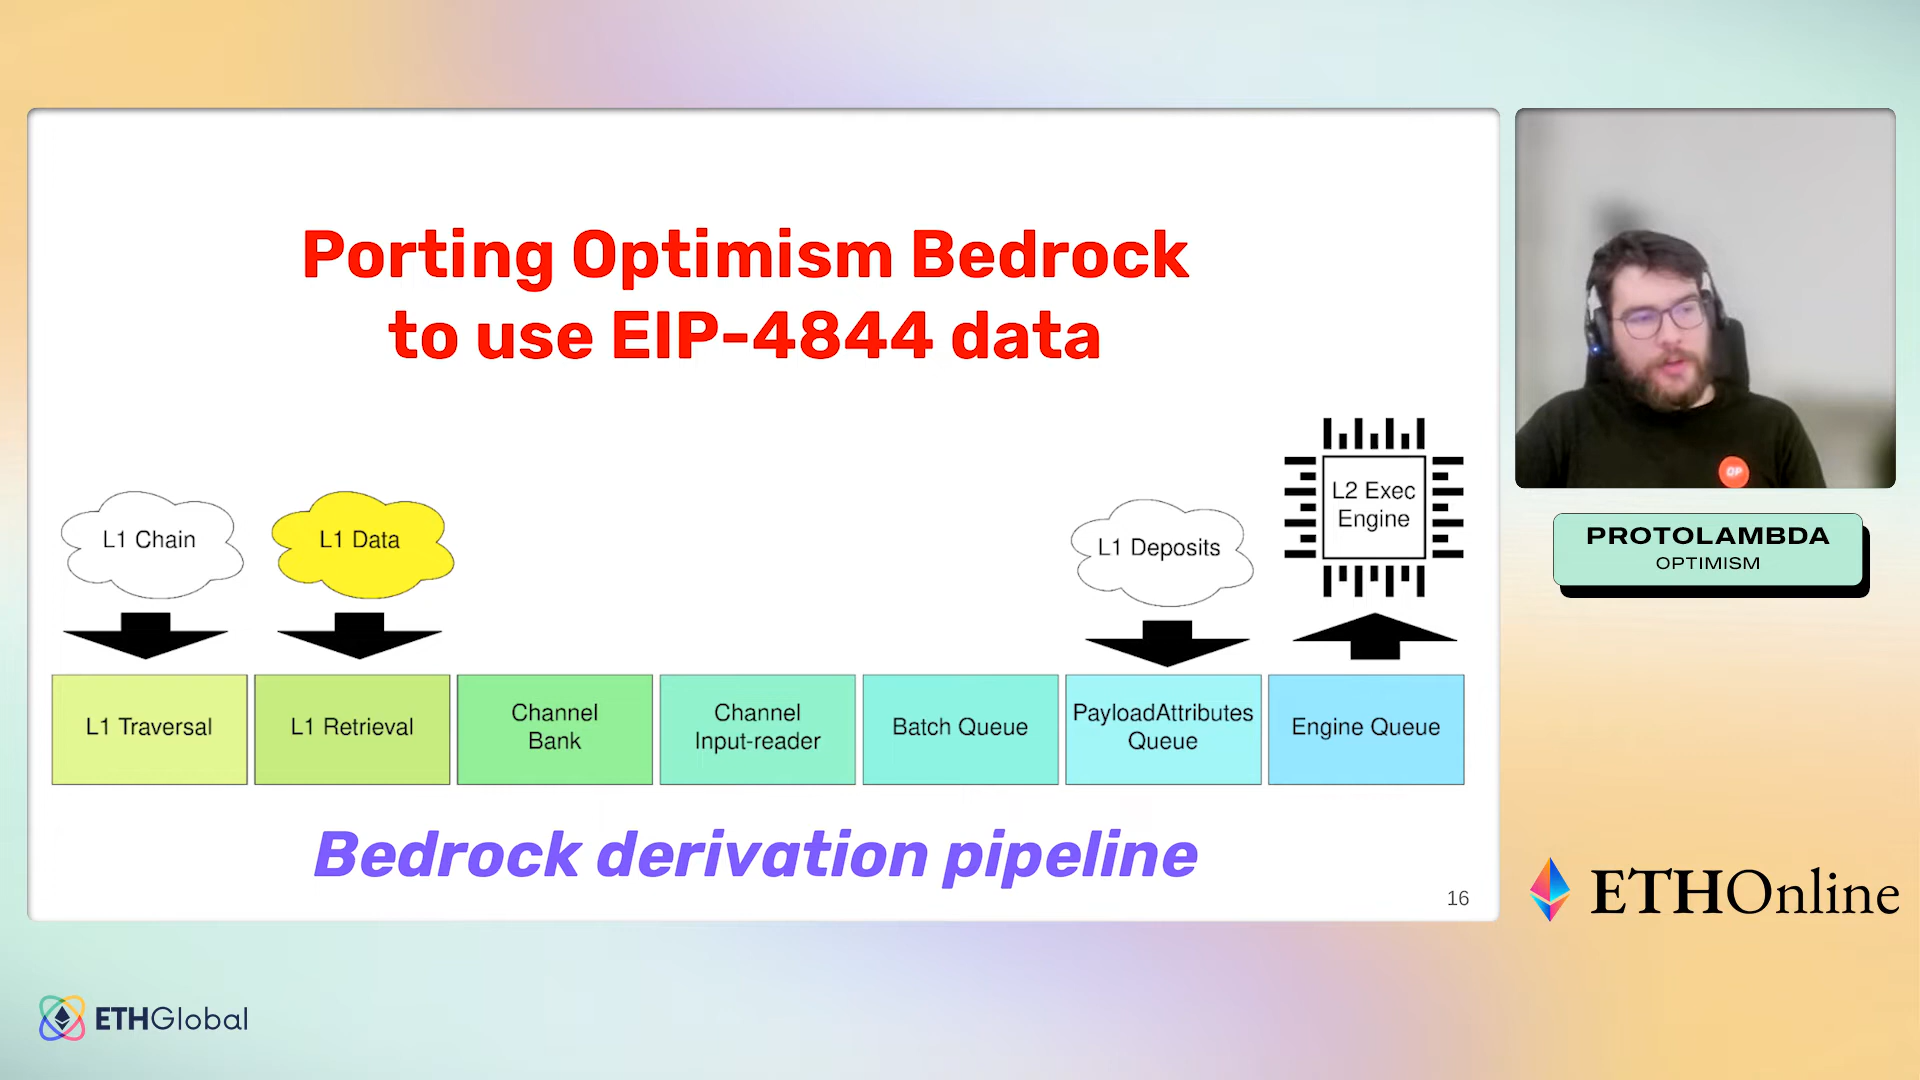 Porting Optimism Bedrock
to use EIP-4844 data
L1 Chain
L1 Data
L1 Deposits
L2 Exec
Engine
L1 Traversal
L1 Retrieval
Channel
Bank
Channel
Input-reader
Batch Queue
PayloadAttributes
Queue
Engine Queue
Bedrock derivation pipeline
16
OP
PROTOLAMBDA
OPTIMISM
ETHOnline
ETHGlobal